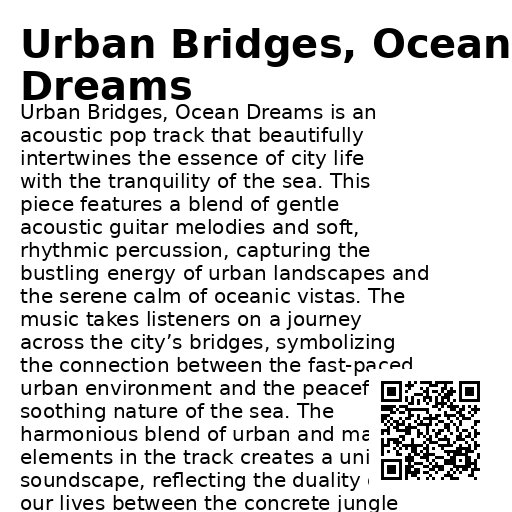 Urban Bridges, Ocean
Dreams
Urban Bridges, Ocean Dreams is an
acoustic pop track that beautifully
intertwines the essence of city life
with the tranquility of the sea. This
piece features a blend of gentle
acoustic guitar melodies and soft,
rhythmic percussion, capturing the
bustling energy of urban landscapes and
the serene calm of oceanic vistas. The
music takes listeners on a journey
across the city’s bridges, symbolizing
the connection between the fast-paced
urban environment and the
soothing nature of the sea. The
harmonious blend of urban and
elements in the track creates a
soundscape, reflecting the duality
our lives between the concrete jungle